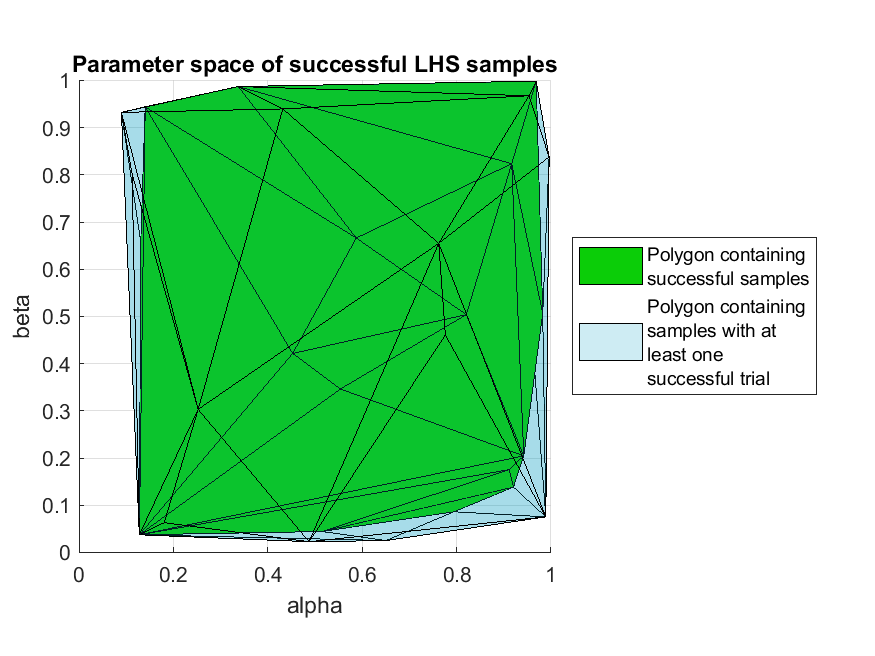 Parameter space of successful LHS samples
1
0.9
0.8
0.7
0.6
0.5
0.4
0.3
0.2
0.1
0
beta
0
0.2
0.4
0.6
0.8
1
alpha
Polygon containing
successful samples
Polygon containing
samples with at
least one
successful trial